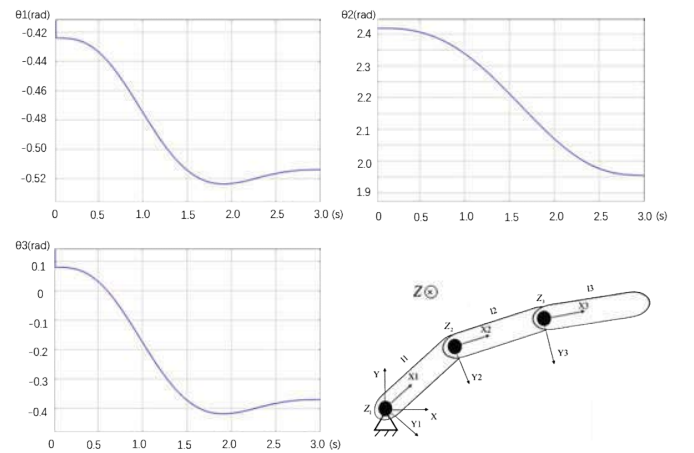 θ1(rad)
-0.42
-0.44
-0.46
-0.48
-0.50
-0.52
0 0.5 1.0 1.5 2.0 2.5 3.0 (s)
θ2(rad)
2.4
2.3
2.2
2.1
2.0
1.9
0 0.5 1.0 1.5 2.0 2.5 3.0 (s)
θ3(rad)
0.1
0
-0.1
-0.2
-0.3
-0.4
0 0.5 1.0 1.5 2.0 2.5 3.0 (s)
Z⊗
l3
Z3
X3
l2
Z2
X2
Y3
l1
Y2
Y
X1
Z1
X
Y1